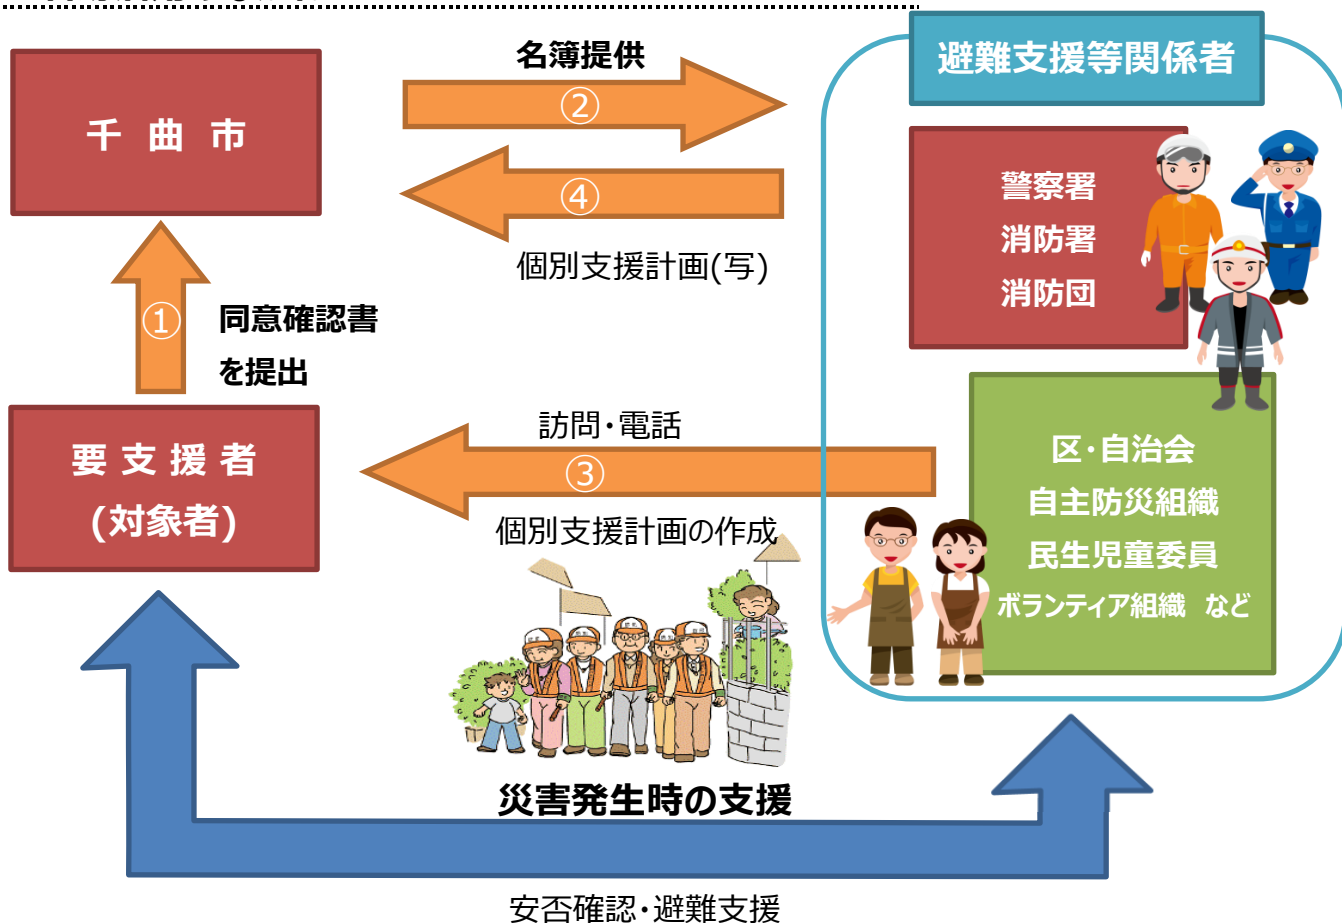 名簿提供
避難支援等関係者
②
千曲市
④
警察署
消防署
消防団
個別支援計画(写)
①
同意確認書
を提出
訪問・電話
要支援者
(対象者)
③
区・自治会
自主防災組織
民生児童委員
ボランティア組織 など
個別支援計画の作成
災害発生時の支援
安否確認・避難支援